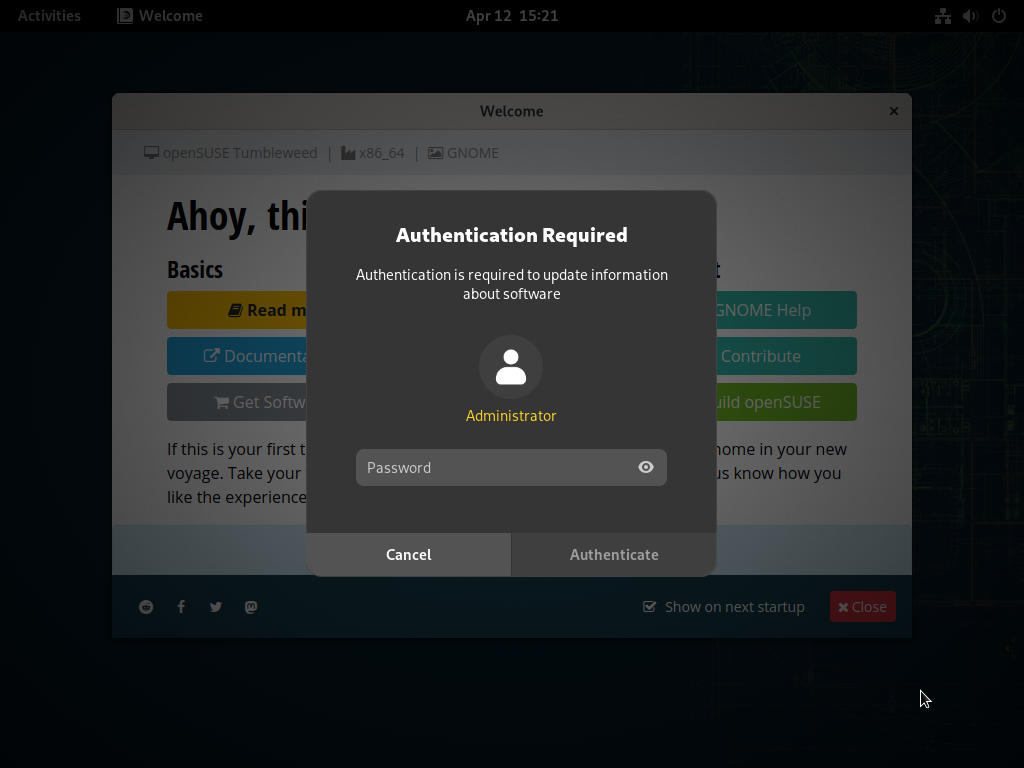 Activities Welcome Apr 12 15:21
Welcome
openSUSE Tumbleweed | x86_64 | GNOME
Ahoy, thi
Authentication Required
Basics
Authentication is required to update information
about software
Read m
GNOME Help
Documenta
Contribute
Get Softw
uild openSUSE
Administrator
If this is your first t
home in your new
voyage. Take your
us know how you
like the experience
Password
Cancel Authenticate
Show on next startup Close